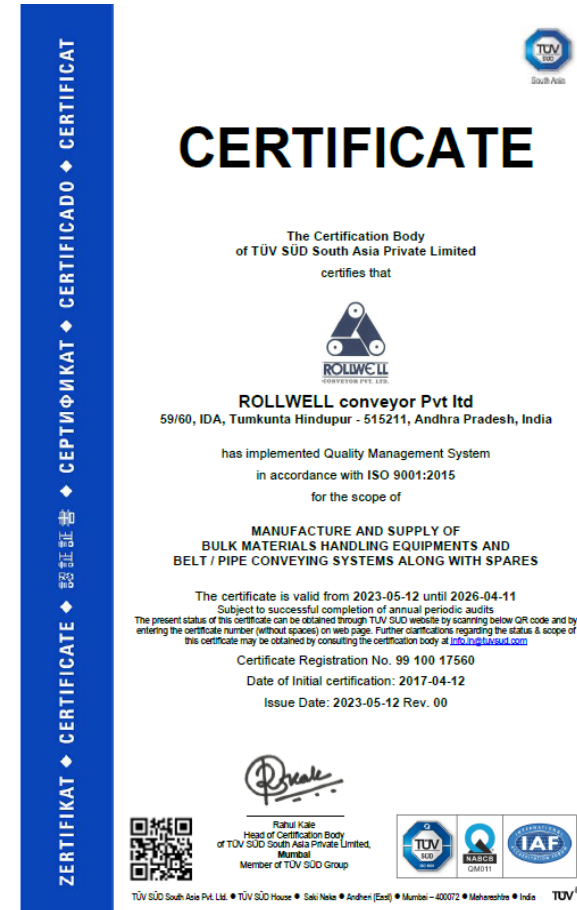 ZERTIFIKAT ◆ CERTIFICATE ◆ 認証証書 ◆ СЕРТИФИКАТ ◆ CERTIFICADO ◆ CERTIFICAT
TÜV
SÜD
South Asia
CERTIFICATE
The Certification Body
of TÜV SÜD South Asia Private Limited
certifies that
ROLLWELL
CONVEYOR PVT. LTD.
ROLLWELL conveyor Pvt ltd
59/60, IDA, Tumkunta Hindupur - 515211, Andhra Pradesh, India
has implemented Quality Management System
in accordance with ISO 9001:2015
for the scope of
MANUFACTURE AND SUPPLY OF
BULK MATERIALS HANDLING EQUIPMENTS AND
BELT / PIPE CONVEYING SYSTEMS ALONG WITH SPARES
The certificate is valid from 2023-05-12 until 2026-04-11
Subject to successful completion of annual periodic audits
The present status of this certificate can be obtained through TUV SUD website by scanning below QR code and by
entering the certificate number (without spaces) on web page. Further clarifications regarding the status & scope of
this certificate may be obtained by consulting the certification body at info.in@tuvsud.com
Certificate Registration No. 99 100 17560
Date of Initial certification: 2017-04-12
Issue Date: 2023-05-12 Rev. 00
Rahul Kale
Head of Certification Body
of TÜV SÜD South Asia Private Limited,
Mumbai
Member of TÜV SÜD Group
TÜV
SÜD
ISO 9001
NABCB
QM011
INTERNATIONAL
ACCREDITATION FORUM
IAF
TÜV SÜD South Asia Pvt. Ltd. ● TÜV SÜD House ● Saki Naka ● Andheri (East) ● Mumbai – 400072 ● Maharashtra ● India TÜV